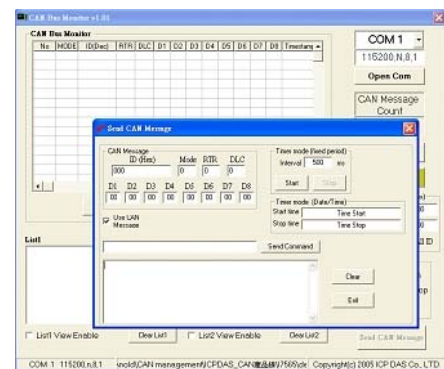 CAN Bus Monitor v1.01
CAN Bus Monitor
No MODE ID(Dec) RTR DLC D1 D2 D3 D4 D5 D6 D7 D8
COM 1
115200,N,8,1
Open Com
CAN Message
Count
Send CAN Message
CAN Message
ID (Hex) Mode RTR DLC
000 0 0 0
D1 D2 D3 D4 D5 D6 D7 D8
00 00 00 00 00 00 00 00
Timer mode (fixed period)
Interval 500 ms
Start Stop
Timer mode (Date/Time)
Start time Time Start
Stop time Time Stop
Use CAN
Message
Send Command
Clear
Exit
List1
List1 View Enable Clear List1 List2 View Enable Clear List2 Send CAN Message
COM 1 115200,n,8,1 Copyright(c) 2005 ICP DAS Co., LTD.